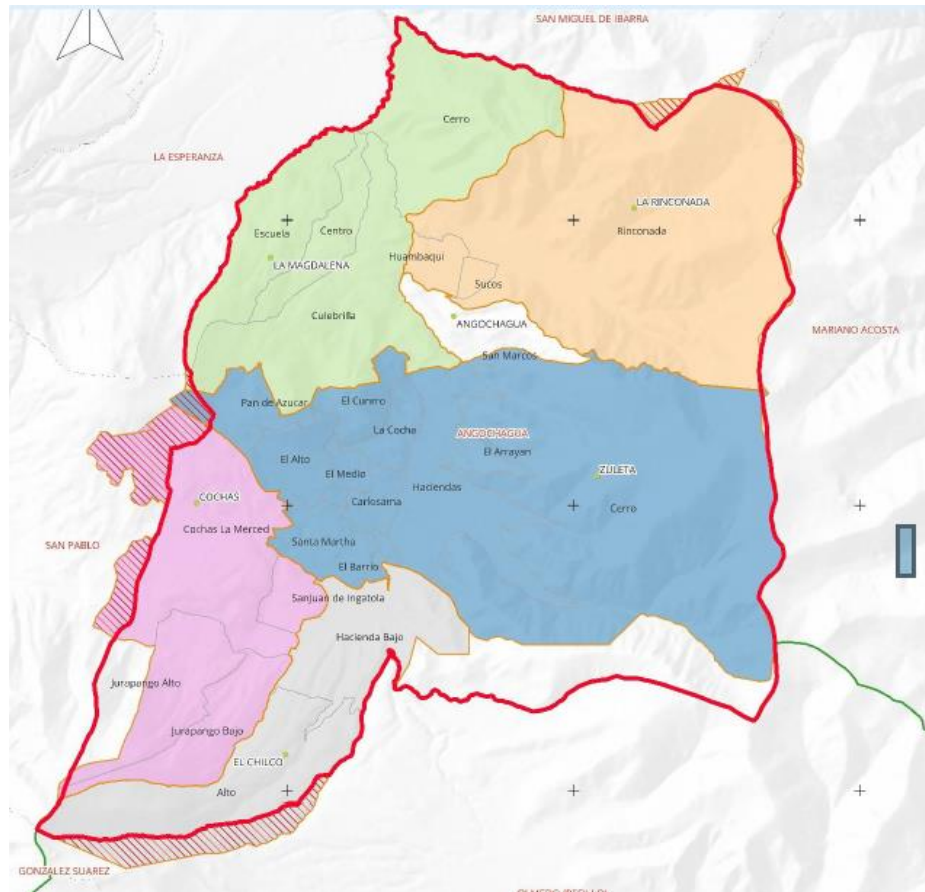 SAN MIGUEL DE IBARRA
Cerro
LA ESPERANZA
LA RINCONADA
Escuela
Centro
Rinconada
Huambaqui
LA MAGDALENA
Sucos
Culebrilla
ANGOCHAGUA
MARIANO ACOSTA
San Marcos
Pan de Azucar
El Cunrro
La Cocha
ANGOCHAGUA
El Arrayan
El Alto
El Medio
ZULETA
Haciendas
COCHAS
Carlosama
Cerro
Cochas La Merced
Santa Martha
SAN PABLO
El Barrio
SanJuan de Ingatola
Hacienda Bajo
Jurapango Alto
Jurapango Bajo
EL CHILCO
Alto
GONZALEZ SUAREZ